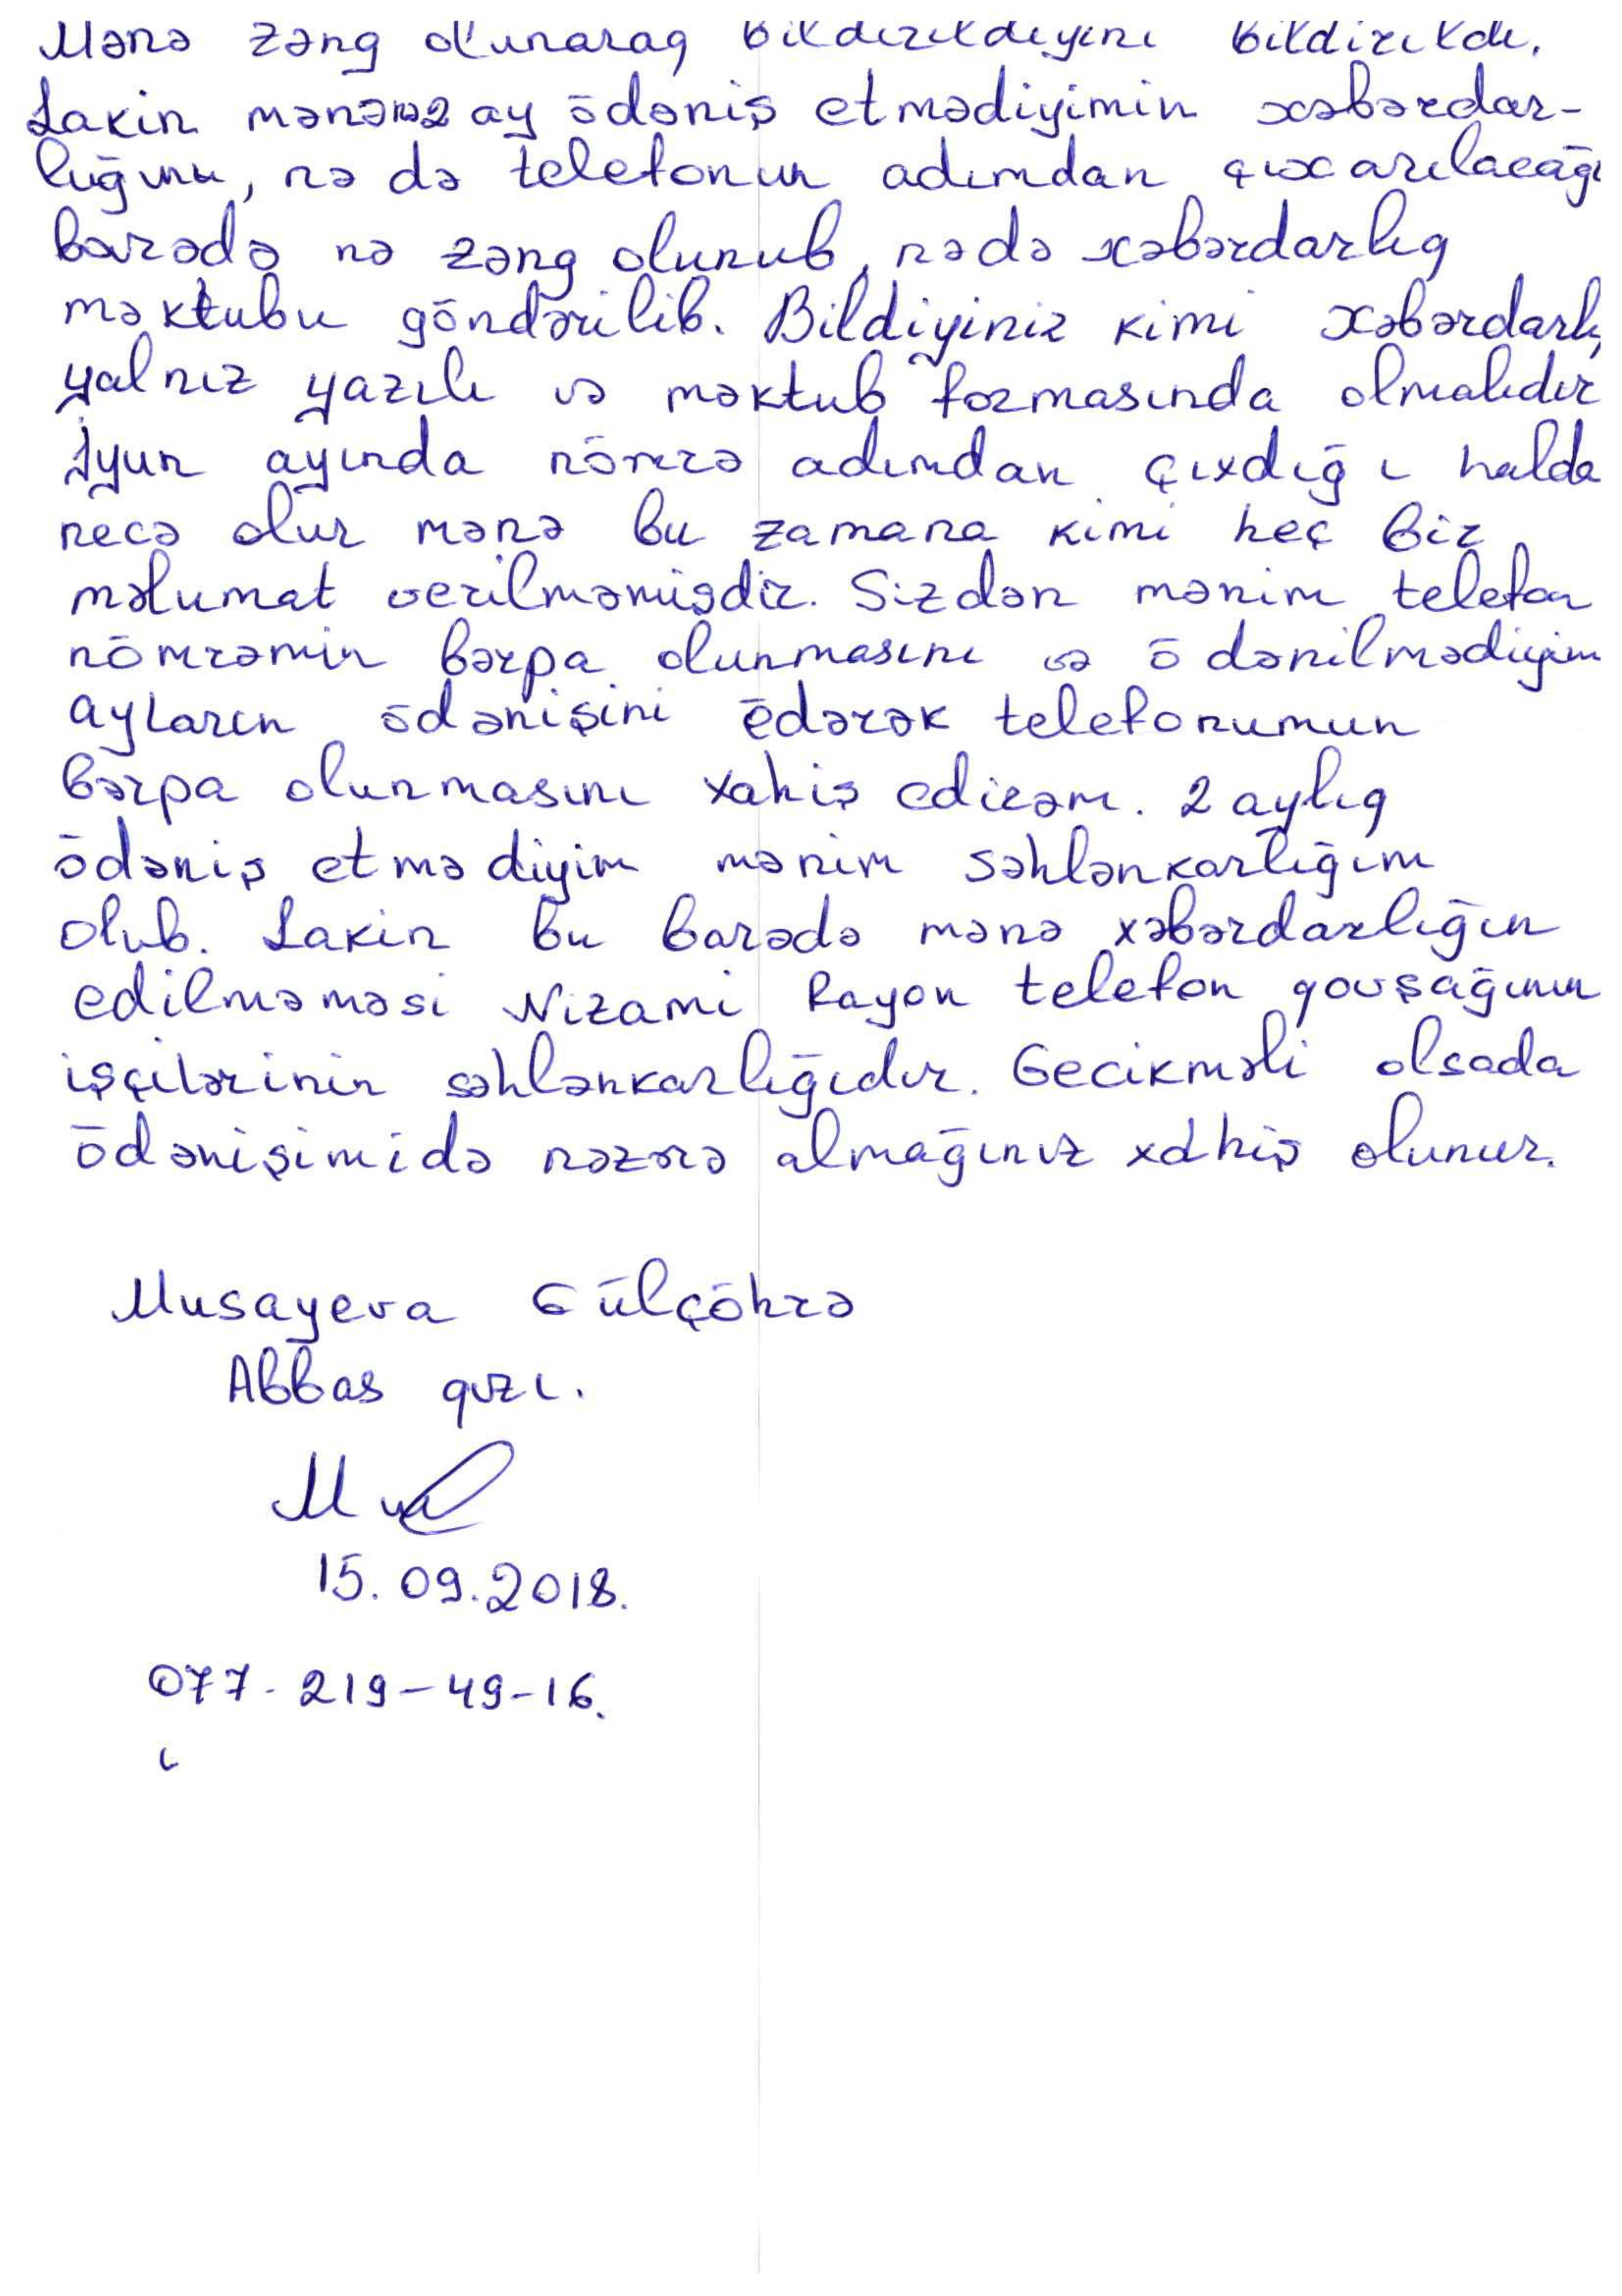 Mənə zəng olunaraq bildirildiyini bildirildi.
Lakin mənə 2 ay ödəniş etmədiyimin xəbərdar-
lığını, nə də telefonun adımdan çıxarılacağı
barədə nə zəng olunub, nədə xəbərdarlıq
məktubu göndərilib. Bildiyiniz kimi xəbərdarlı
yalnız yazılı və məktub formasında olmalıdır
İyun ayında nömrə adımdan çıxdığı halda
necə olur mənə bu zamana kimi heç bir
məlumat verilməmişdir. Sizdən mənim telefon
nömrəmin bərpa olunmasını və ödənilmədiyim
ayların ödənişini edərək telefonumun
bərpa olunmasını xahiş edirəm. 2 aylıq
ödəniş etmədiyim mənim səhlənkarlığım
olub. Lakin bu barədə mənə xəbərdarlığın
edilməməsi Nizami Rayon telefon qovşağının
işçilərinin səhlənkarlığıdır. Gecikməli olsada
ödənişimidə nəzərə almağınız xahiş olunur.
Musayeva Gülçöhrə
Abbas qızı.
15.09.2018.
077-219-49-16.